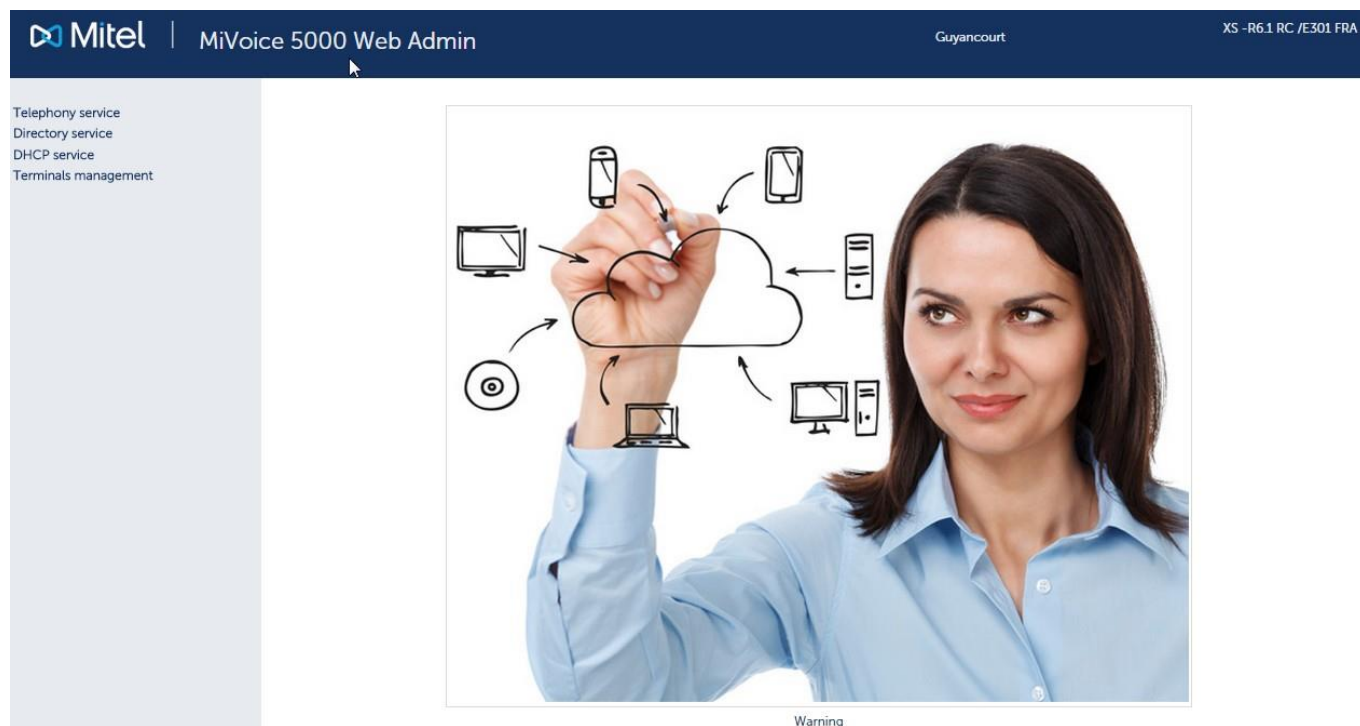 Mitel | MiVoice 5000 Web Admin
Guyancourt
XS -R6.1 RC /E301 FRA
Telephony service
Directory service
DHCP service
Terminals management
Warning